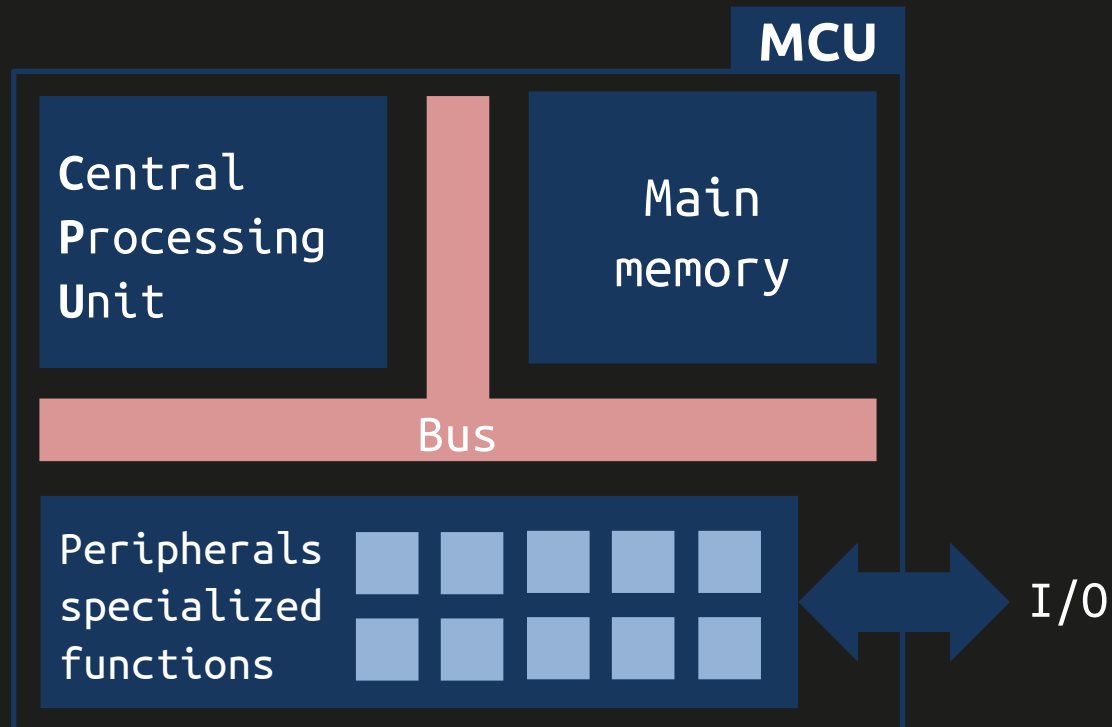 MCU
Central
Processing
Unit
Main
memory
Bus
Peripherals
specialized
functions
I/O